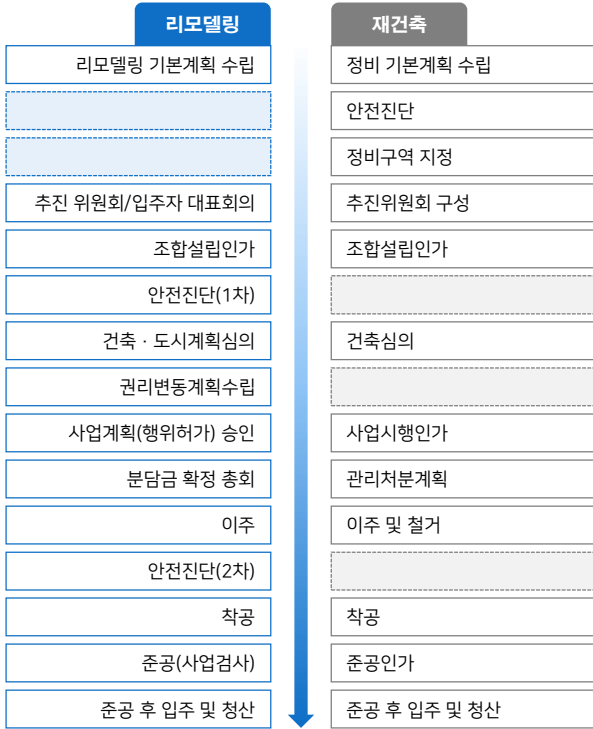 리모델링 재건축
리모델링 기본계획 수립 정비 기본계획 수립
안전진단
정비구역 지정
추진 위원회/입주자 대표회의 추진위원회 구성
조합설립인가 조합설립인가
안전진단(1차)
건축 · 도시계획심의 건축심의
권리변동계획수립
사업계획(행위허가) 승인 사업시행인가
분담금 확정 총회 관리처분계획
이주 이주 및 철거
안전진단(2차)
착공 착공
준공(사업검사) 준공인가
준공 후 입주 및 청산 준공 후 입주 및 청산